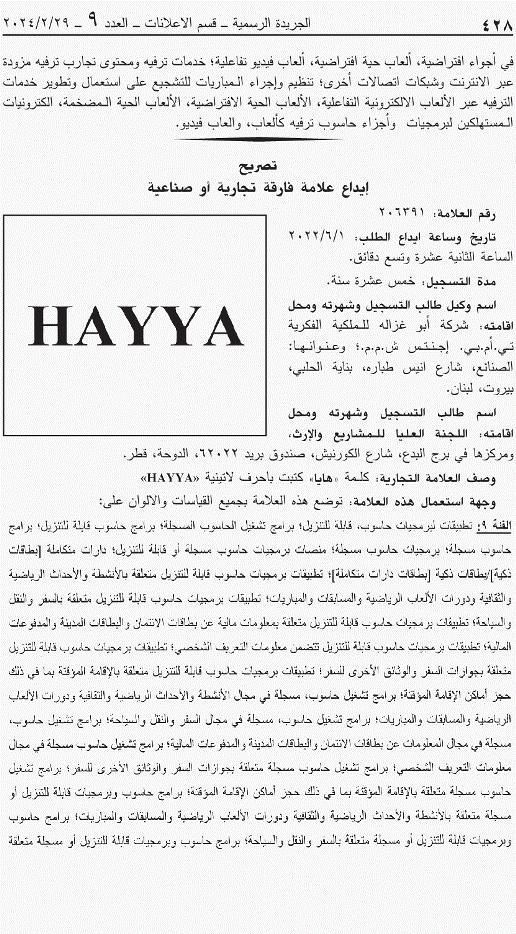 ٤٢٨ الجريدة الرسمية ــ قسم الاعلانات ــ العدد ٩ ــ ٢٠٢٤/٢/٢٩
في أجواء افتراضية، ألعاب حية افتراضية، ألعاب فيديو تفاعلية؛ خدمات ترفيه ومحتوى تجارب ترفيه مزودة
عبر الانترنت وشبكات اتصالات أخرى؛ تنظيم وإجراء المباريات للتشجيع على استعمال وتطوير خدمات
الترفيه عبر الألعاب الالكترونية التفاعلية، الألعاب الحية الافتراضية، الألعاب الحية المضخمة، الكترونيات
المستهلكين لبرمجيات وأجزاء حاسوب ترفيه كألعاب، والعاب فيديو.
تصريح
إيداع علامة فارقة تجارية أو صناعية
رقم العلامة: ٢٠٦٣٩١
تاريخ وساعة ايداع الطلب: ٢٠٢٢/٦/١
الساعة الثانية عشرة وتسع دقائق.
مدة التسجيل: خمس عشرة سنة.
اسم وكيل طالب التسجيل وشهرته ومحل
اقامته: شركة أبو غزاله للملكية الفكرية
تي.أم.بي. إجنتس ش.م.م.؛ وعنوانها:
الصنائع، شارع انيس طباره، بناية الحلبي،
بيروت، لبنان.
HAYYA
اسم طالب التسجيل وشهرته ومحل
اقامته: اللجنة العليا للمشاريع والإرث،
ومركزها في برج البدع، شارع الكورنيش، صندوق بريد ٦٢٠٢٢، الدوحة، قطر.
وصف العلامة التجارية: كلمة «هايا» كتبت باحرف لاتينية «HAYYA»
وجهة استعمال هذه العلامة: توضع هذه العلامة بجميع القياسات والالوان على:
الفئة ٩: تطبيقات لبرمجيات حاسوب، قابلة للتنزيل؛ برامج تشغيل الحاسوب المسجلة؛ برامج حاسوب قابلة للتنزيل؛ برامج
حاسوب مسجلة؛ برمجيات حاسوب مسجلة؛ منصات برمجيات حاسوب مسجلة أو قابلة للتنزيل؛ دارات متكاملة [بطاقات
ذكية]/بطاقات ذكية [بطاقات دارات متكاملة]؛ تطبيقات برمجيات حاسوب قابلة للتنزيل متعلقة بالأنشطة والأحداث الرياضية
والثقافية ودورات الألعاب الرياضية والمسابقات والمباريات؛ تطبيقات برمجيات حاسوب قابلة للتنزيل متعلقة بالسفر والنقل
والسياحة؛ تطبيقات برمجيات حاسوب قابلة للتنزيل متعلقة بمعلومات مالية عن بطاقات الائتمان والبطاقات المدينة والمدفوعات
المالية؛ تطبيقات برمجيات حاسوب قابلة للتنزيل تتضمن معلومات التعريف الشخصي؛ تطبيقات برمجيات حاسوب قابلة للتنزيل
متعلقة بجوازات السفر والوثائق الأخرى للسفر؛ تطبيقات برمجيات حاسوب قابلة للتنزيل متعلقة بالإقامة المؤقتة بما في ذلك
حجز أماكن الإقامة المؤقتة؛ برامج تشغيل حاسوب، مسجلة في مجال الأنشطة والأحداث الرياضية والثقافية ودورات الألعاب
الرياضية والمسابقات والمباريات؛ برامج تشغيل حاسوب، مسجلة في مجال السفر والنقل والسياحة؛ برامج تشغيل حاسوب،
مسجلة في مجال المعلومات عن بطاقات الائتمان والبطاقات المدينة والمدفوعات المالية؛ برامج تشغيل حاسوب مسجلة في مجال
معلومات التعريف الشخصي؛ برامج تشغيل حاسوب مسجلة متعلقة بجوازات السفر والوثائق الأخرى للسفر؛ برامج تشغيل
حاسوب مسجلة متعلقة بالإقامة المؤقتة بما في ذلك حجز أماكن الإقامة المؤقتة؛ برامج حاسوب وبرمجيات قابلة للتنزيل أو
مسجلة متعلقة بالأنشطة والأحداث الرياضية والثقافية ودورات الألعاب الرياضية والمسابقات والمباريات؛ برامج حاسوب
وبرمجيات قابلة للتنزيل أو مسجلة متعلقة بالسفر والنقل والسياحة؛ برامج حاسوب وبرمجيات قابلة للتنزيل أو مسجلة متعلقة